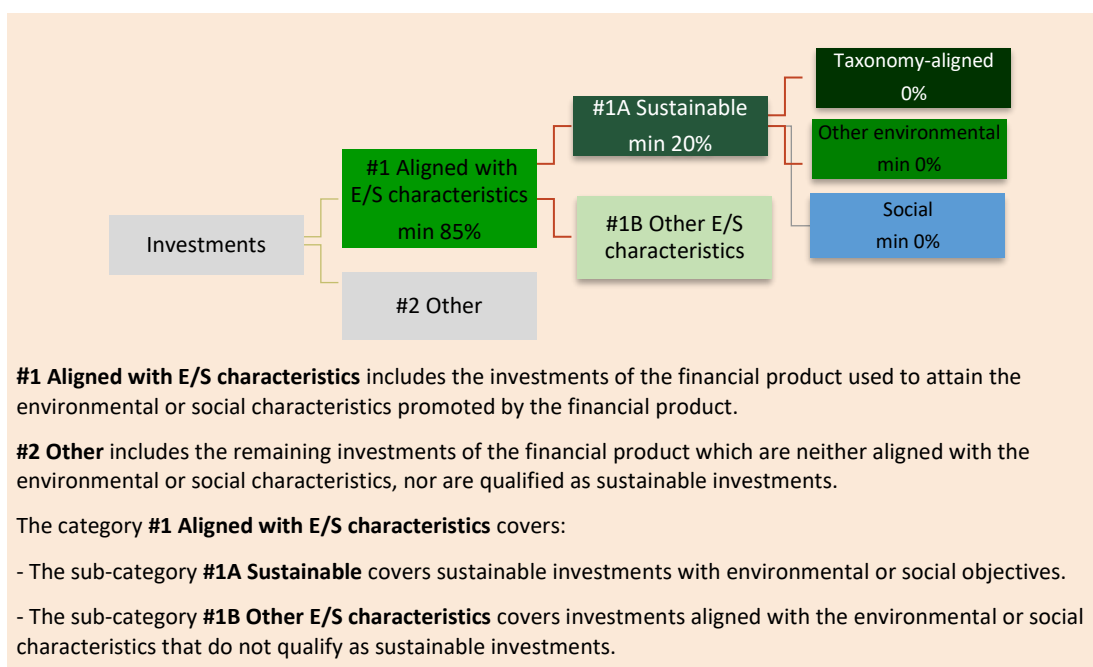 Taxonomy-aligned
0%
#1A Sustainable
min 20%
Other environmental
min 0%
#1 Aligned with
E/S characteristics
min 85%
Social
min 0%
#1B Other E/S
characteristics
Investments
#2 Other
#1 Aligned with E/S characteristics includes the investments of the financial product used to attain the
environmental or social characteristics promoted by the financial product.
#2 Other includes the remaining investments of the financial product which are neither aligned with the
environmental or social characteristics, nor are qualified as sustainable investments.
The category #1 Aligned with E/S characteristics covers:
- The sub-category #1A Sustainable covers sustainable investments with environmental or social objectives.
- The sub-category #1B Other E/S characteristics covers investments aligned with the environmental or social
characteristics that do not qualify as sustainable investments.